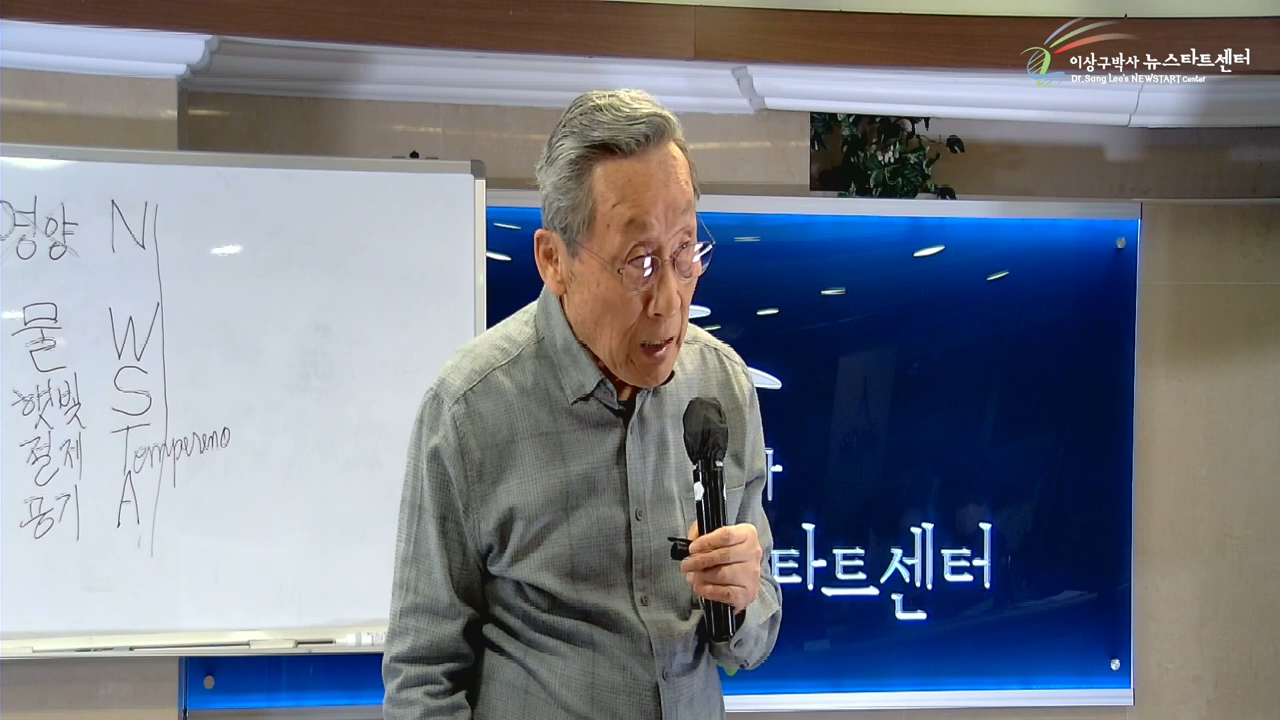 이상구박사 뉴스타트센터
Dr. Sang Lee's NEWSTART Center
영양 N
물 W
햇빛 S
절제 Tempereno
공기 A
타트센터